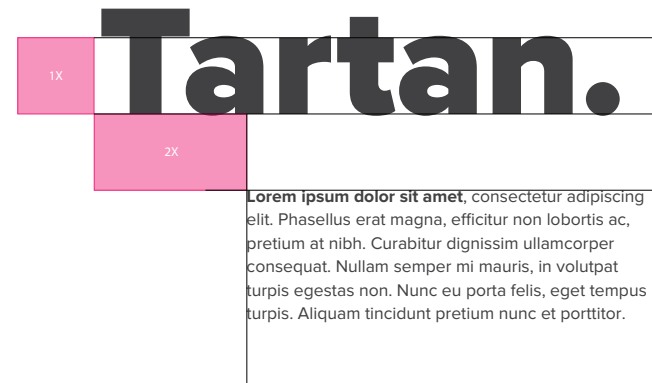 Tartan.
1X
2X
Lorem ipsum dolor sit amet, consectetur adipiscing
elit. Phasellus erat magna, efficitur non lobortis ac,
pretium at nibh. Curabitur dignissim ullamcorper
consequat. Nullam semper mi mauris, in volutpat
turpis egestas non. Nunc eu porta felis, eget tempus
turpis. Aliquam tincidunt pretium nunc et porttitor.